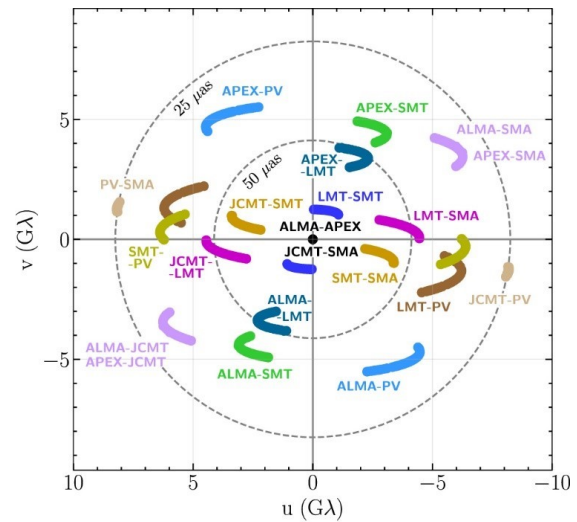 APEX-PV
25 μas
APEX-SMT
ALMA-SMA
APEX-SMA
APEX-
-LMT
50 μas
PV-SMA
JCMT-SMT
LMT-SMT
LMT-SMA
ALMA-APEX
JCMT-SMA
SMT-
-PV
JCMT-
-LMT
SMT-SMA
LMT-PV
JCMT-PV
ALMA-
-LMT
ALMA-JCMT
APEX-JCMT
ALMA-SMT
ALMA-PV
5
0
−5
v (Gλ)
10 5 0 −5 −10
u (Gλ)